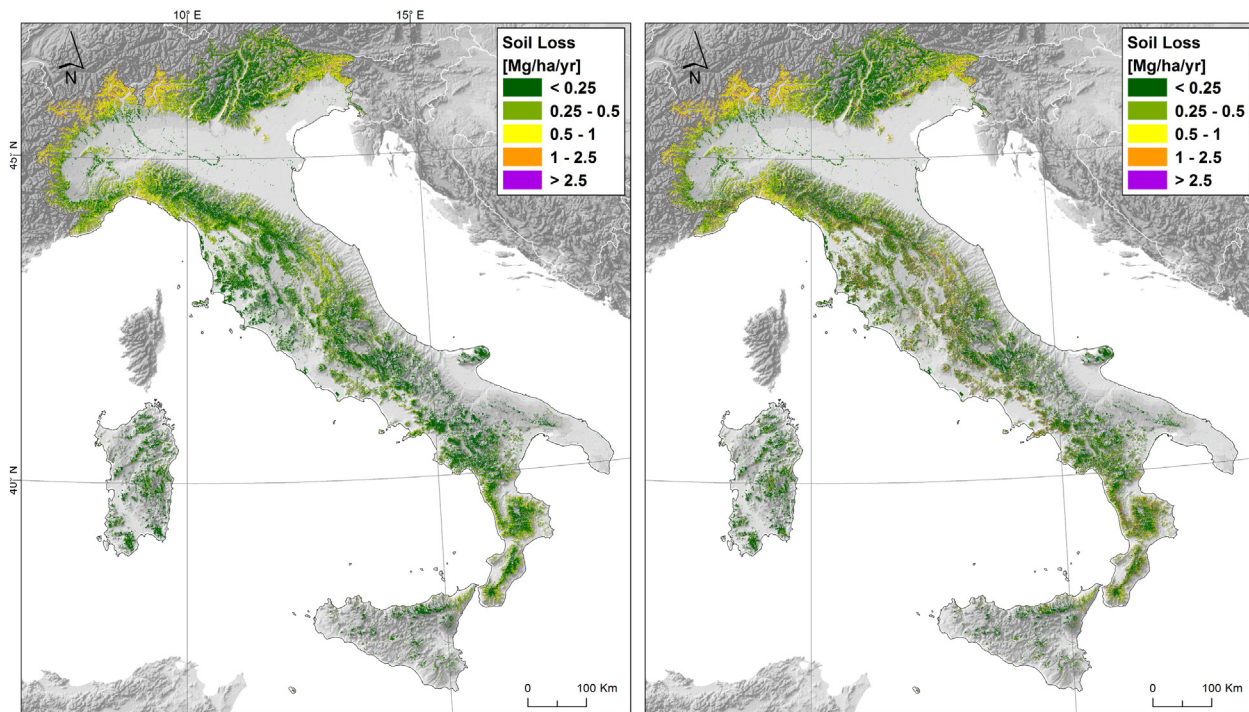 10° E
15° E
N
Soil Loss
[Mg/ha/yr]
< 0.25
0.25 - 0.5
0.5 - 1
1 - 2.5
> 2.5
45° N
40° N
0
100 Km
N
Soil Loss
[Mg/ha/yr]
< 0.25
0.25 - 0.5
0.5 - 1
1 - 2.5
> 2.5
0
100 Km